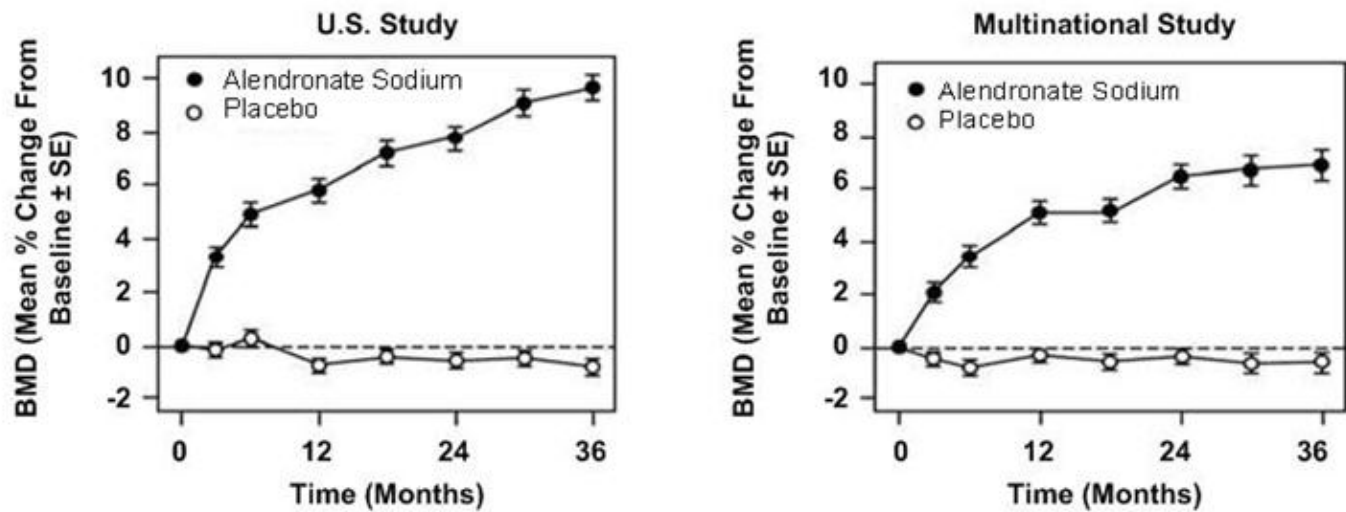 U.S. Study
BMD (Mean % Change From
Baseline ± SE)
10
8
6
4
2
0
-2
Alendronate Sodium
Placebo
0
12
24
36
Time (Months)
Multinational Study
BMD (Mean % Change From
Baseline ± SE)
10
8
6
4
2
0
-2
Alendronate Sodium
Placebo
0
12
24
36
Time (Months)